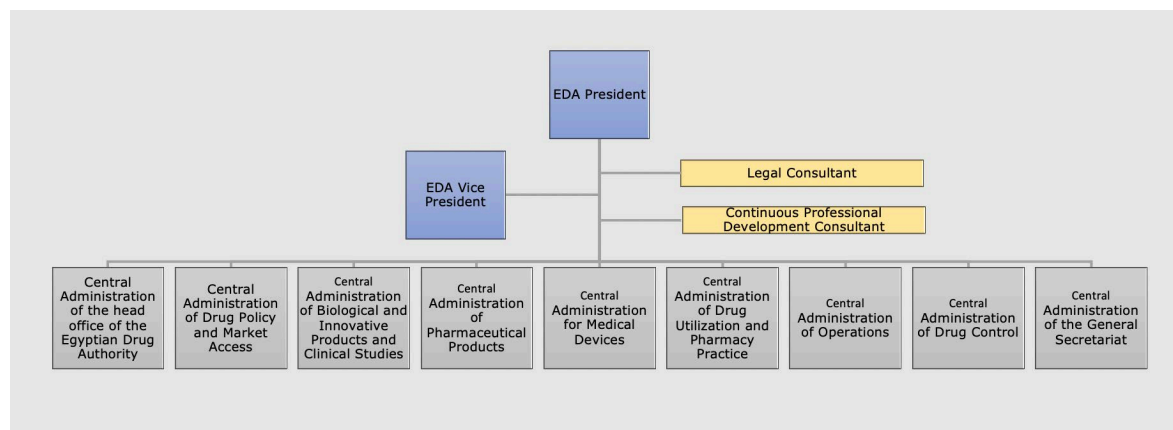 EDA President
EDA Vice
President
Legal Consultant
Continuous Professional
Development Consultant
Central
Administration
of the head
office of the
Egyptian Drug
Authority
Central
Administration
of Drug Policy
and Market
Access
Central
Administration
of Biological and
Innovative
Products and
Clinical Studies
Central
Administration
of
Pharmaceutical
Products
Central
Administration
for Medical
Devices
Central
Administration
of Drug
Utilization and
Pharmacy
Practice
Central
Administration
of Operations
Central
Administration
of Drug Control
Central
Administration
of the General
Secretariat